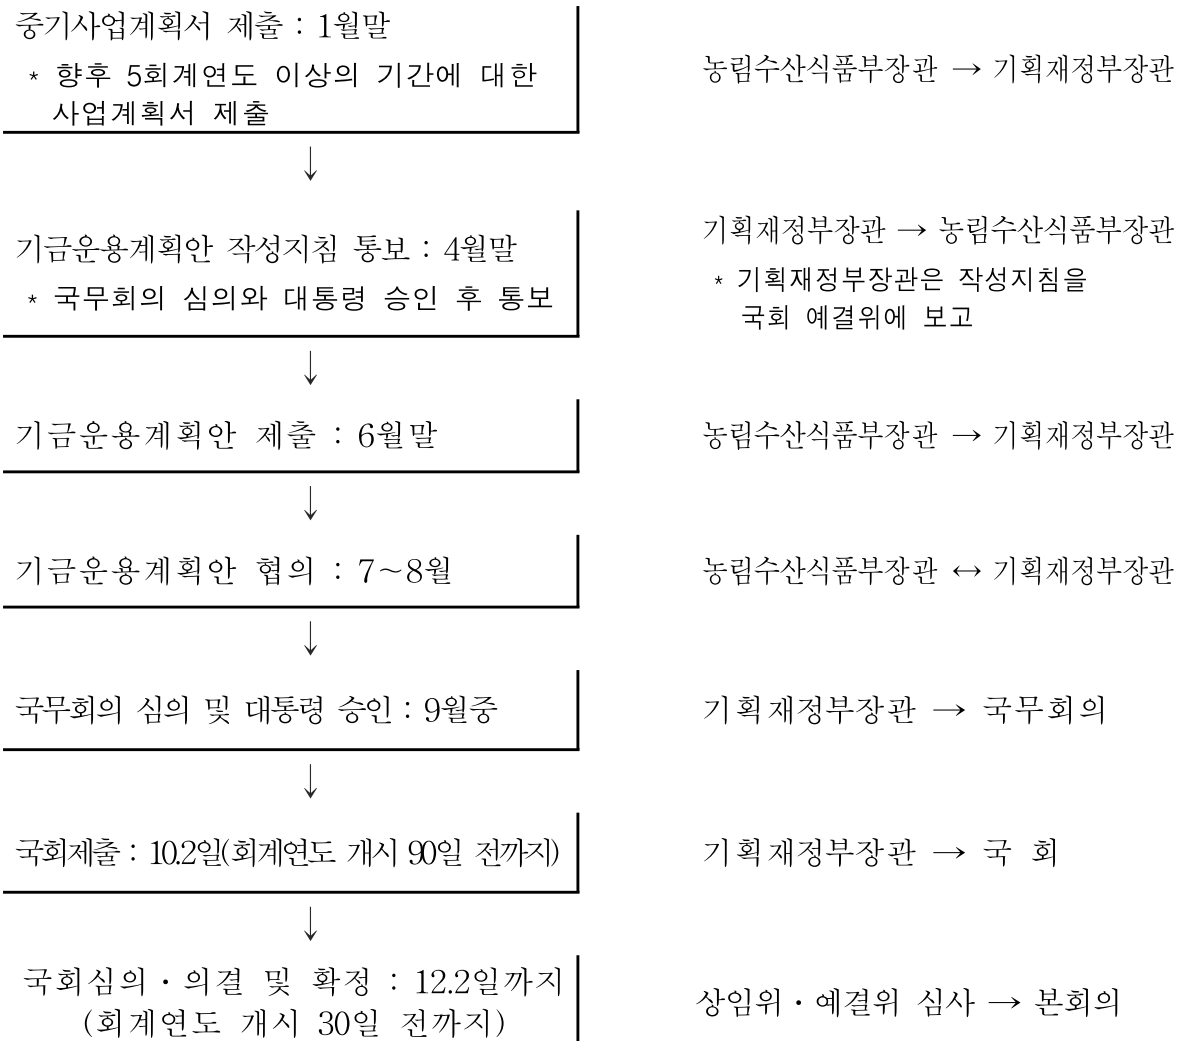 중기사업계획서 제출 : 1월말
* 향후 5회계연도 이상의 기간에 대한
사업계획서 제출
농림수산식품부장관 → 기획재정부장관
↓
기금운용계획안 작성지침 통보 : 4월말
* 국무회의 심의와 대통령 승인 후 통보
기획재정부장관 → 농림수산식품부장관
* 기획재정부장관은 작성지침을
국회 예결위에 보고
↓
기금운용계획안 제출 : 6월말
농림수산식품부장관 → 기획재정부장관
↓
기금운용계획안 협의 : 7~8월
농림수산식품부장관 ↔ 기획재정부장관
↓
국무회의 심의 및 대통령 승인 : 9월중
기획재정부장관 → 국무회의
↓
국회제출 : 10.2일(회계연도 개시 90일 전까지)
기획재정부장관 → 국 회
↓
국회심의·의결 및 확정 : 12.2일까지
(회계연도 개시 30일 전까지)
상임위·예결위 심사 → 본회의